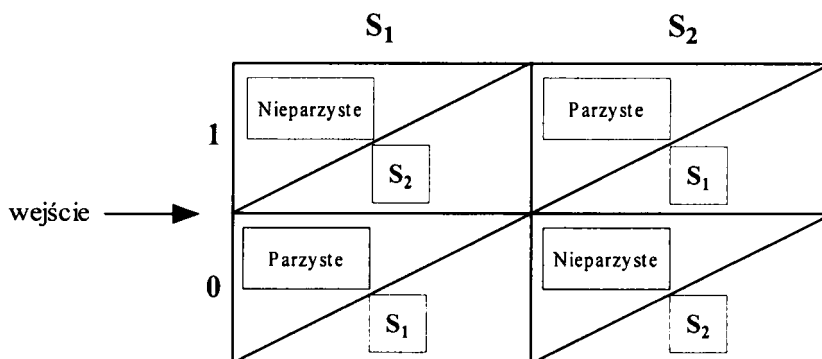 S₁ S₂
1 Nieparzyste Parzyste
S₂ S₁
wejście
0 Parzyste Nieparzyste
S₁ S₂